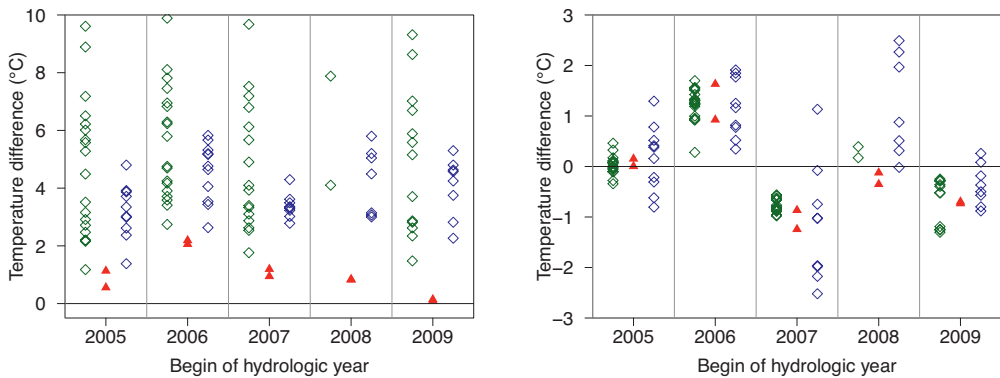 Temperature difference (°C)
10
8
6
4
2
0
2005 2006 2007 2008 2009
Begin of hydrologic year
Temperature difference (°C)
3
2
1
0
−1
−2
−3
2005 2006 2007 2008 2009
Begin of hydrologic year